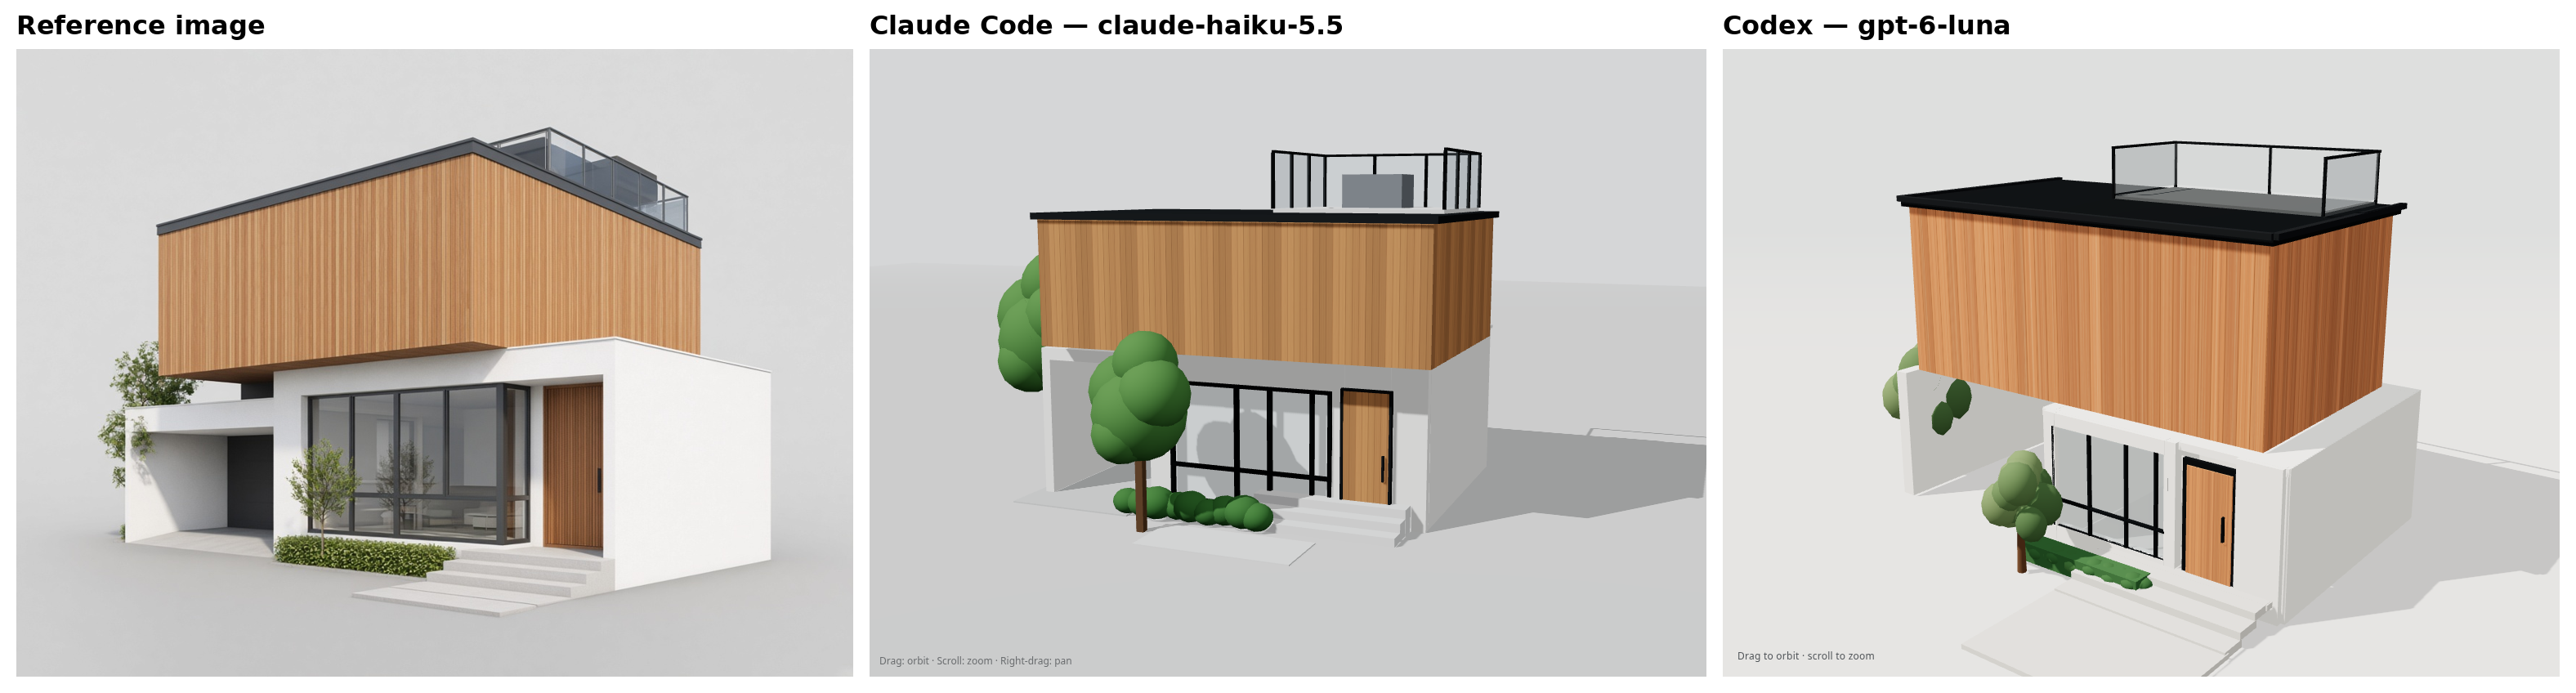 Reference image
Claude Code — claude-haiku-5.5
Codex — gpt-6-luna
Drag: orbit · Scroll: zoom · Right-drag: pan
Drag to orbit · scroll to zoom